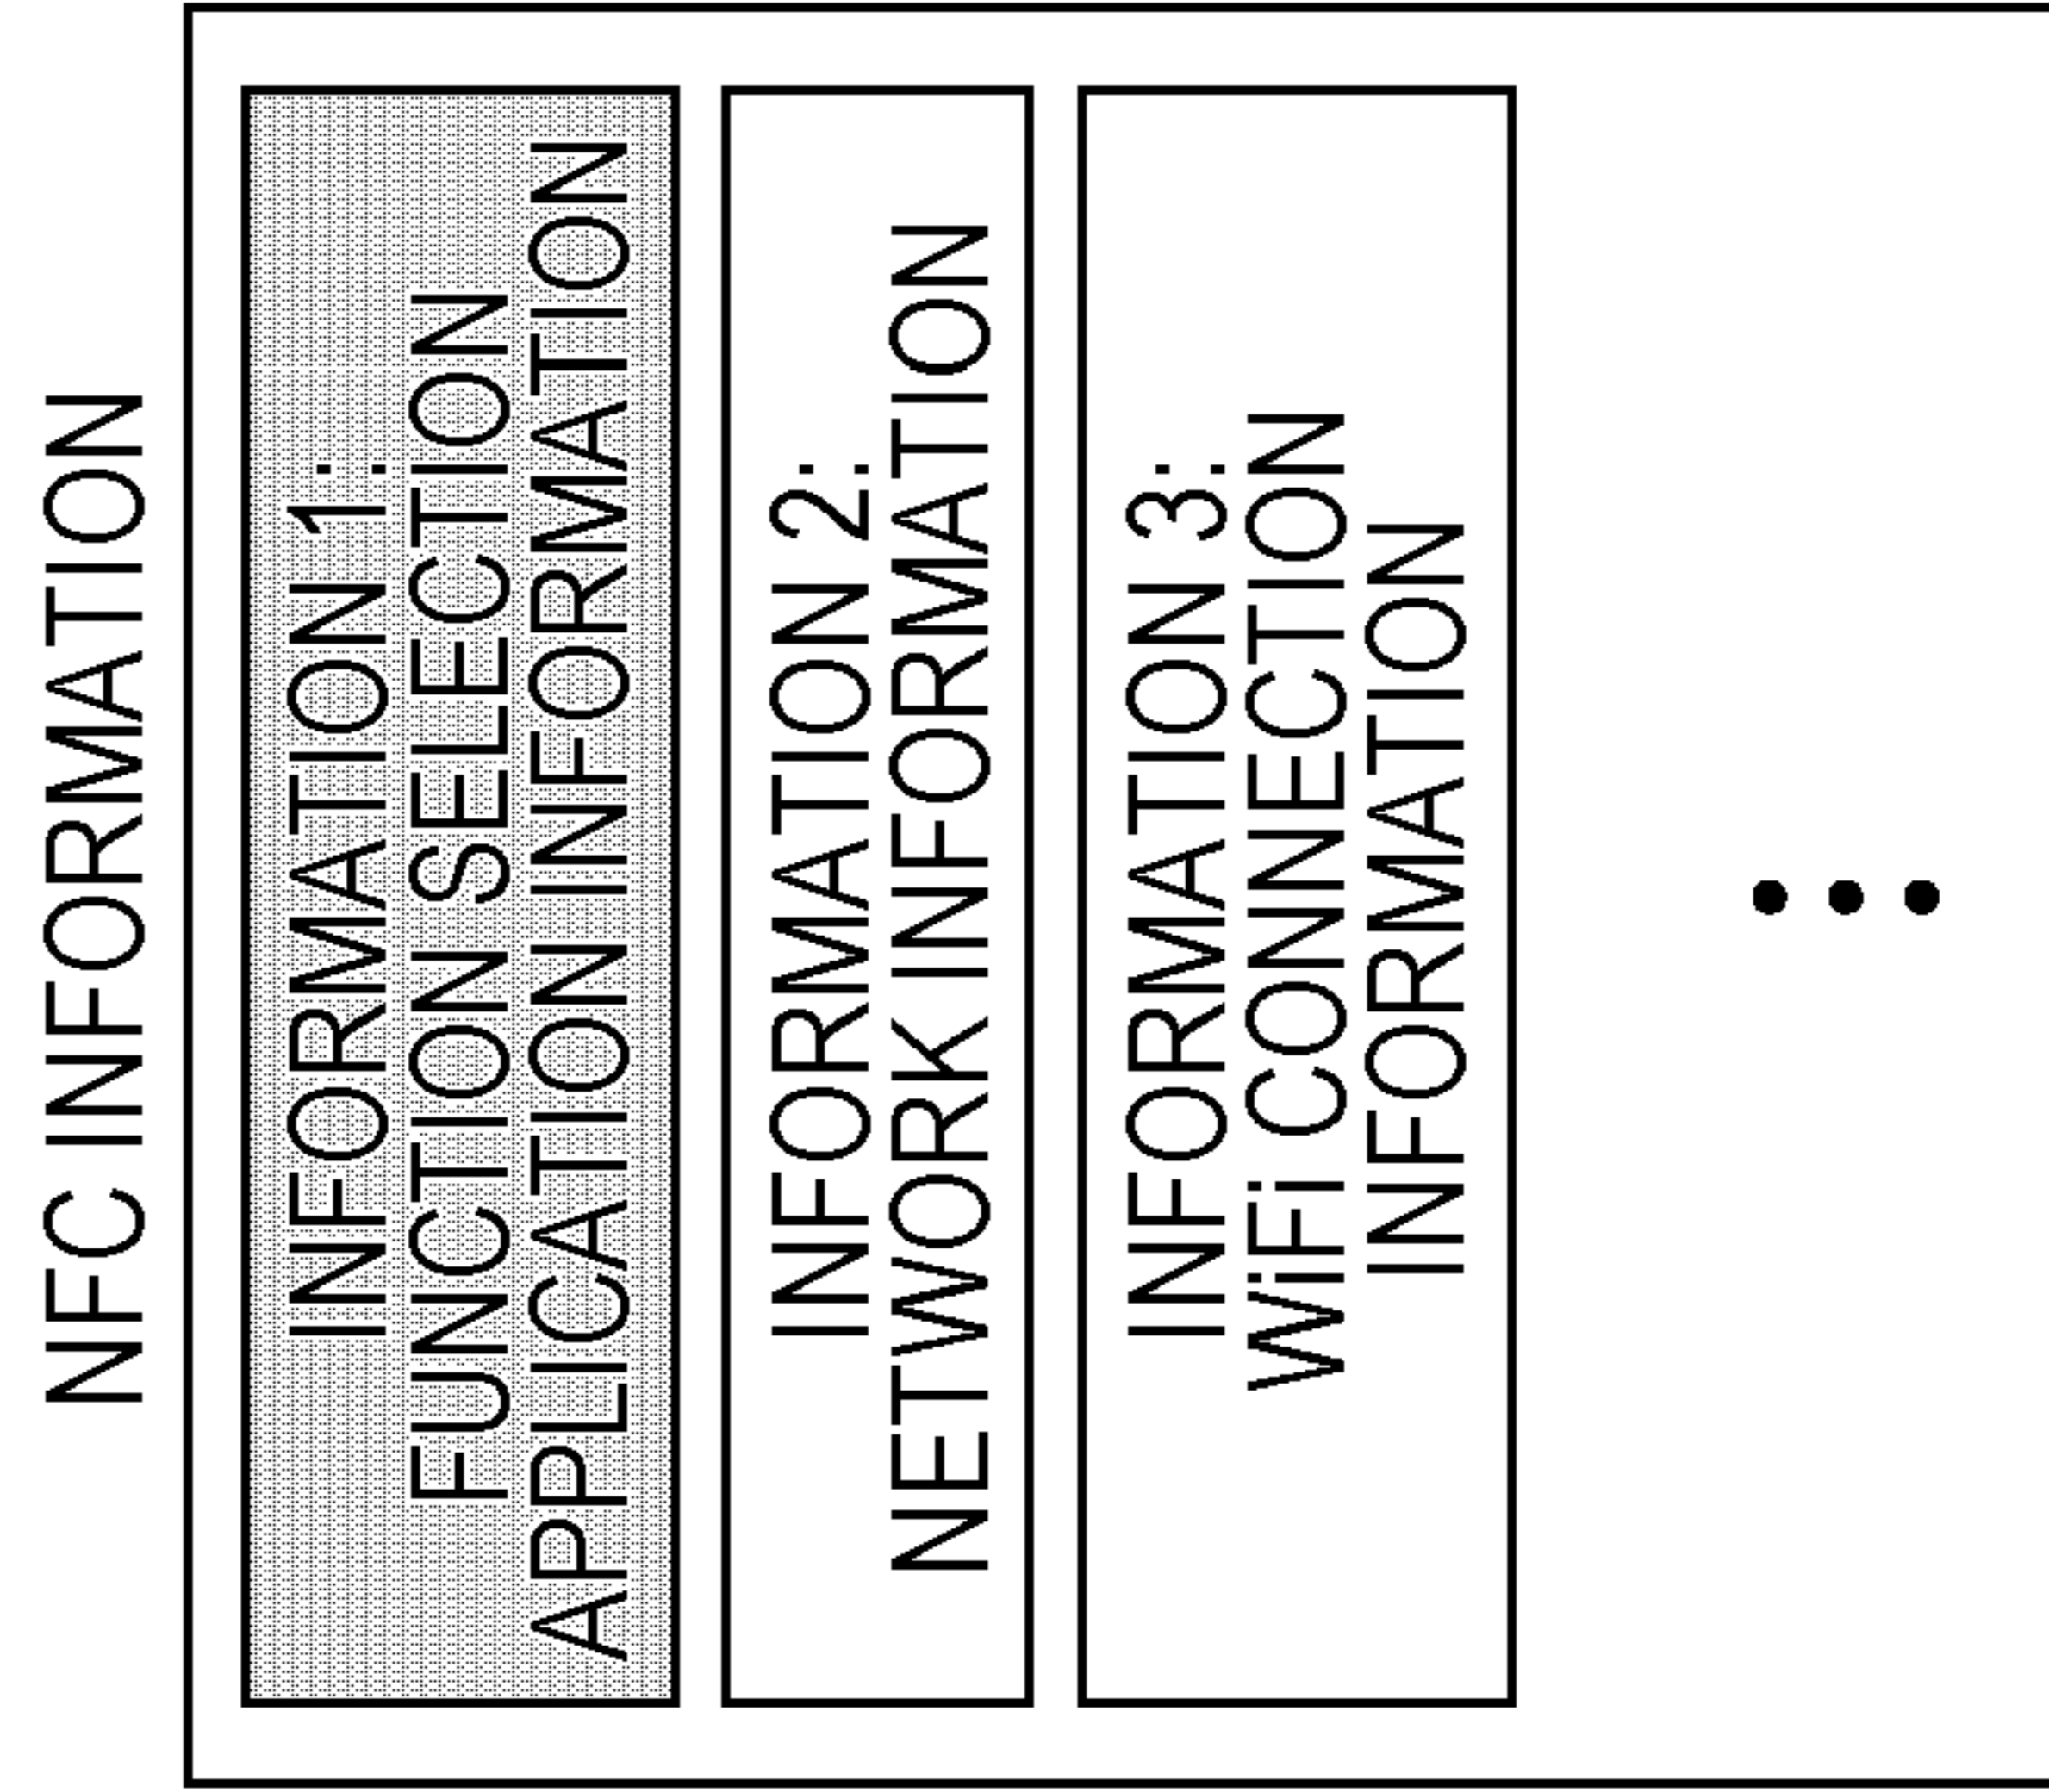 NFC INFORMATION
INFORMATION 1:
FUNCTION SELECTION
APPLICATION INFORMATION
INFORMATION 2:
NETWORK INFORMATION
INFORMATION 3:
WiFi CONNECTION
INFORMATION